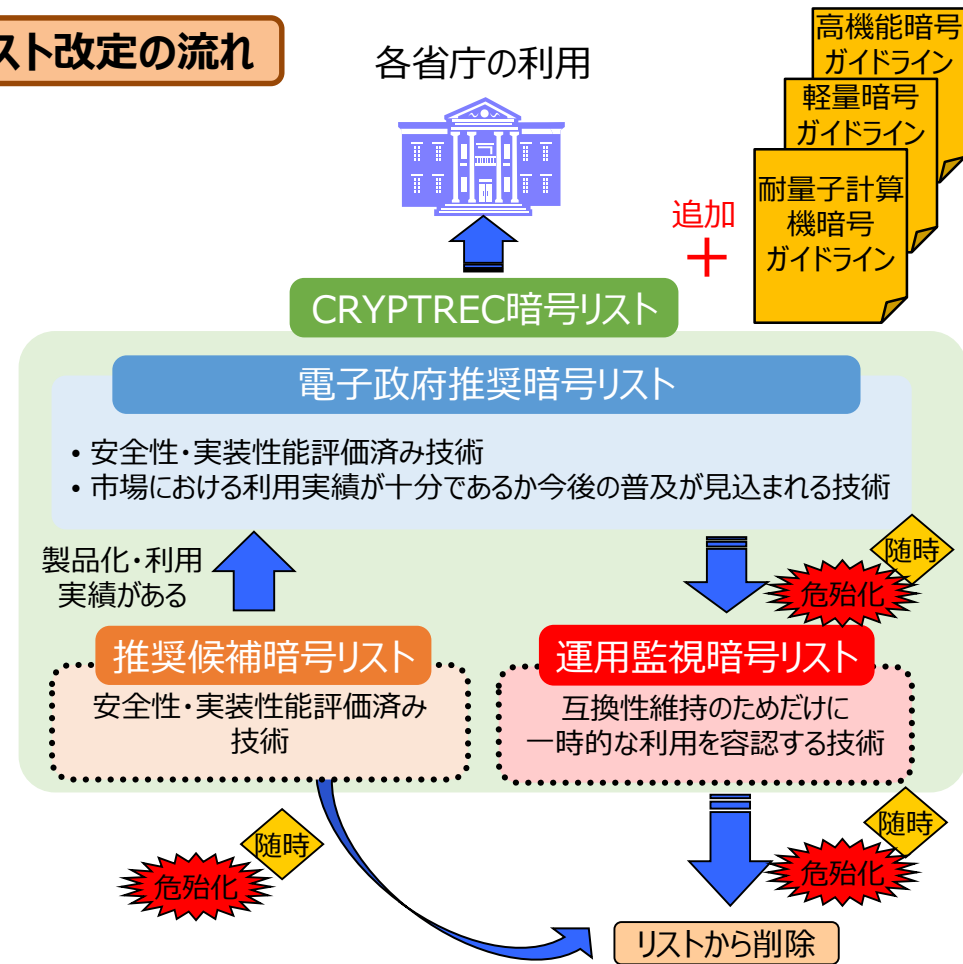 スト改定の流れ
各省庁の利用
高機能暗号
ガイドライン
軽量暗号
ガイドライン
耐量子計算
機暗号
ガイドライン
追加
＋
CRYPTREC暗号リスト
電子政府推奨暗号リスト
• 安全性・実装性能評価済み技術
• 市場における利用実績が十分であるか今後の普及が見込まれる技術
製品化・利用
実績がある
随時
危殆化
推奨候補暗号リスト
安全性・実装性能評価済み
技術
運用監視暗号リスト
互換性維持のためだけに
一時的な利用を容認する技術
随時
危殆化
随時
危殆化
リストから削除